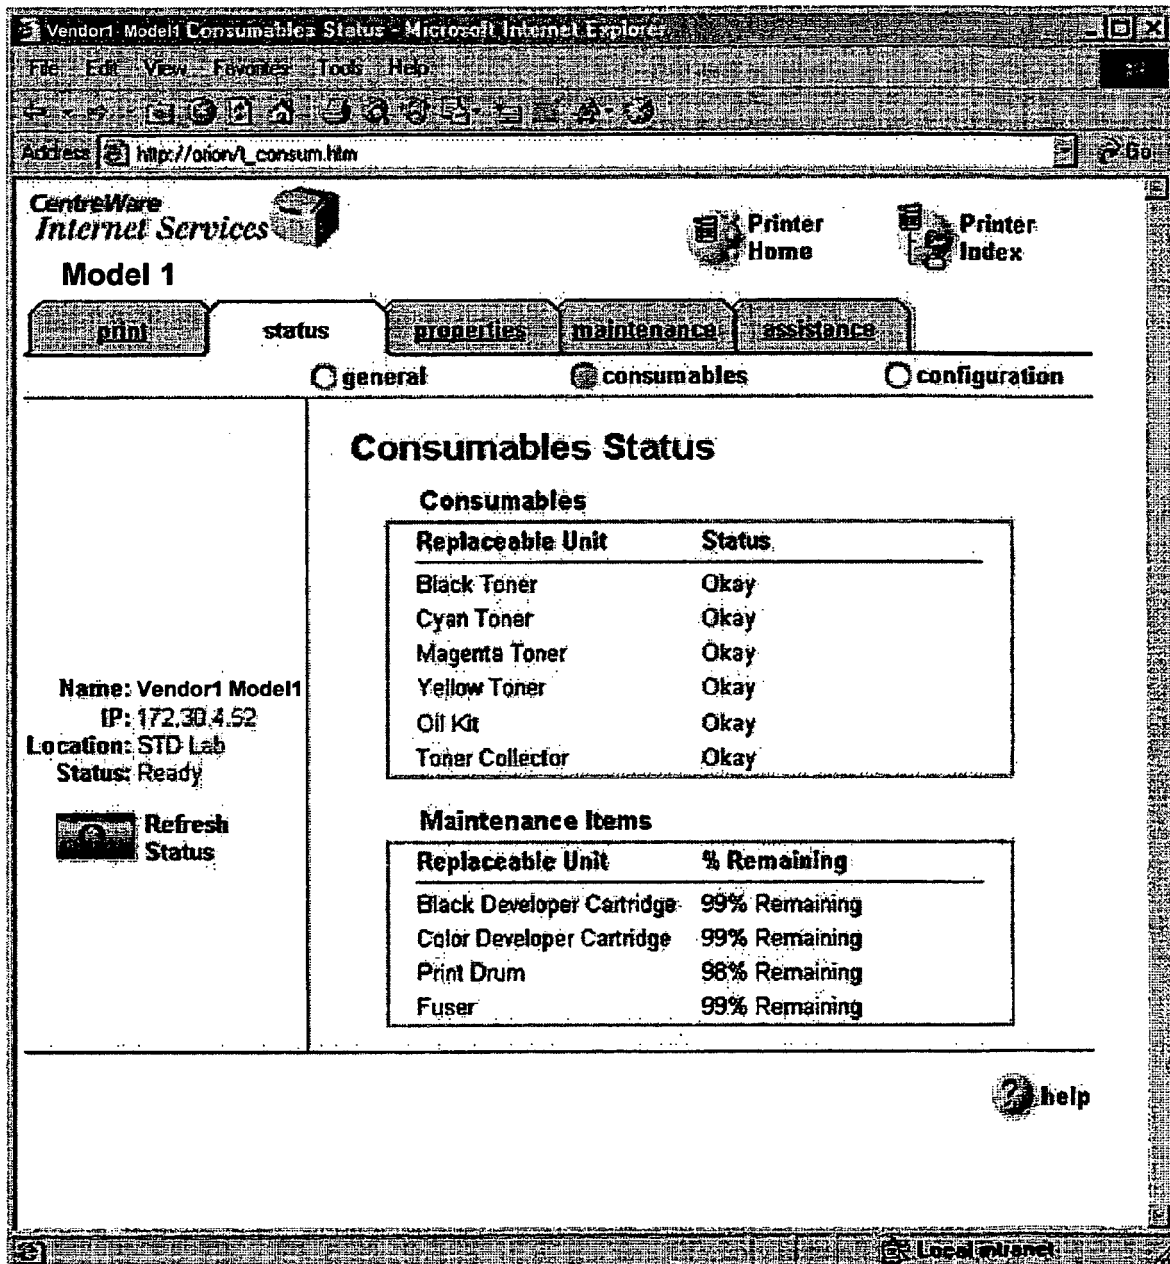 Vendor1 Model1 Consumables Status - Microsoft Internet Explorer
File Edit View Favorites Tools Help
Address http://orion/t_consum.htm Go
CentreWare
Internet Services
Printer Home
Printer Index
Model 1
print status properties maintenance assistance
general consumables configuration
Consumables Status
Consumables
Replaceable Unit Status
Black Toner Okay
Cyan Toner Okay
Magenta Toner Okay
Yellow Toner Okay
Oil Kit Okay
Toner Collector Okay
Name: Vendor1 Model1
IP: 172.30.4.52
Location: STD Lab
Status: Ready
Refresh
Status
Maintenance Items
Replaceable Unit % Remaining
Black Developer Cartridge 99% Remaining
Color Developer Cartridge 99% Remaining
Print Drum 98% Remaining
Fuser 99% Remaining
help
Local intranet